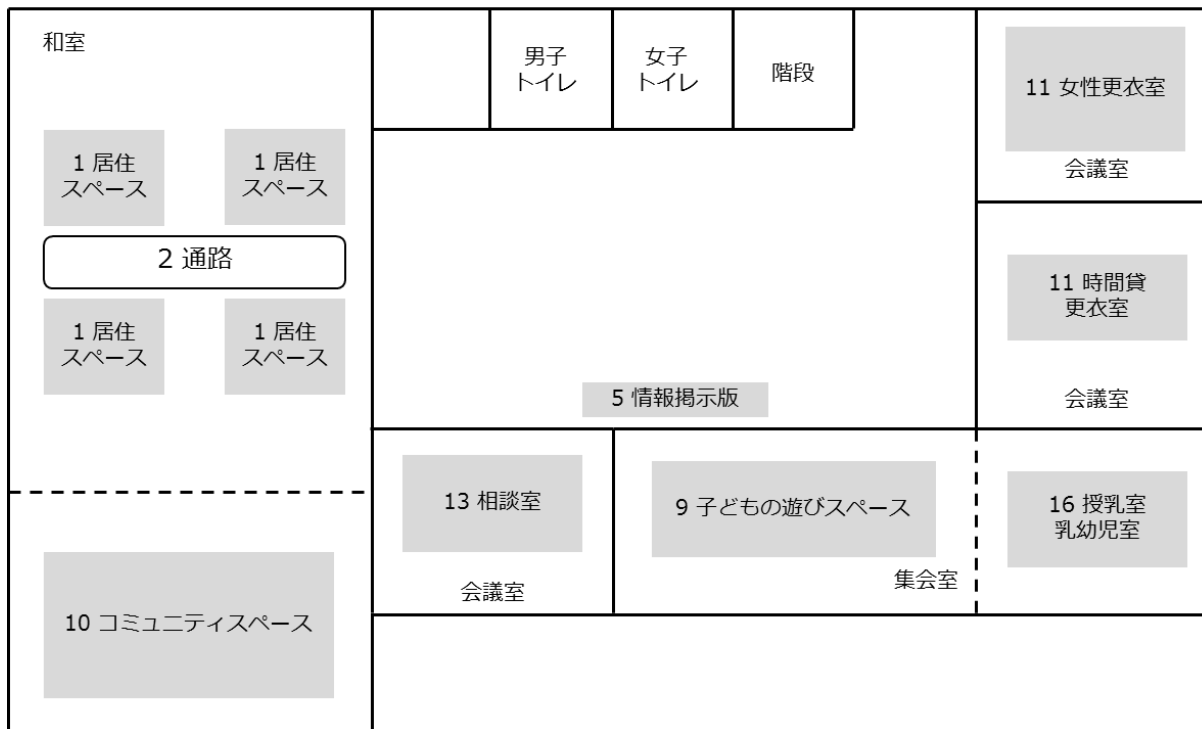 和室
男子
トイレ
女子
トイレ
階段
11 女性更衣室
会議室
1 居住
スペース
1 居住
スペース
2 通路
1 居住
スペース
1 居住
スペース
11 時間貸
更衣室
会議室
5 情報掲示版
13 相談室
会議室
9 子どもの遊びスペース
集会室
16 授乳室
乳幼児室
10 コミュニティスペース